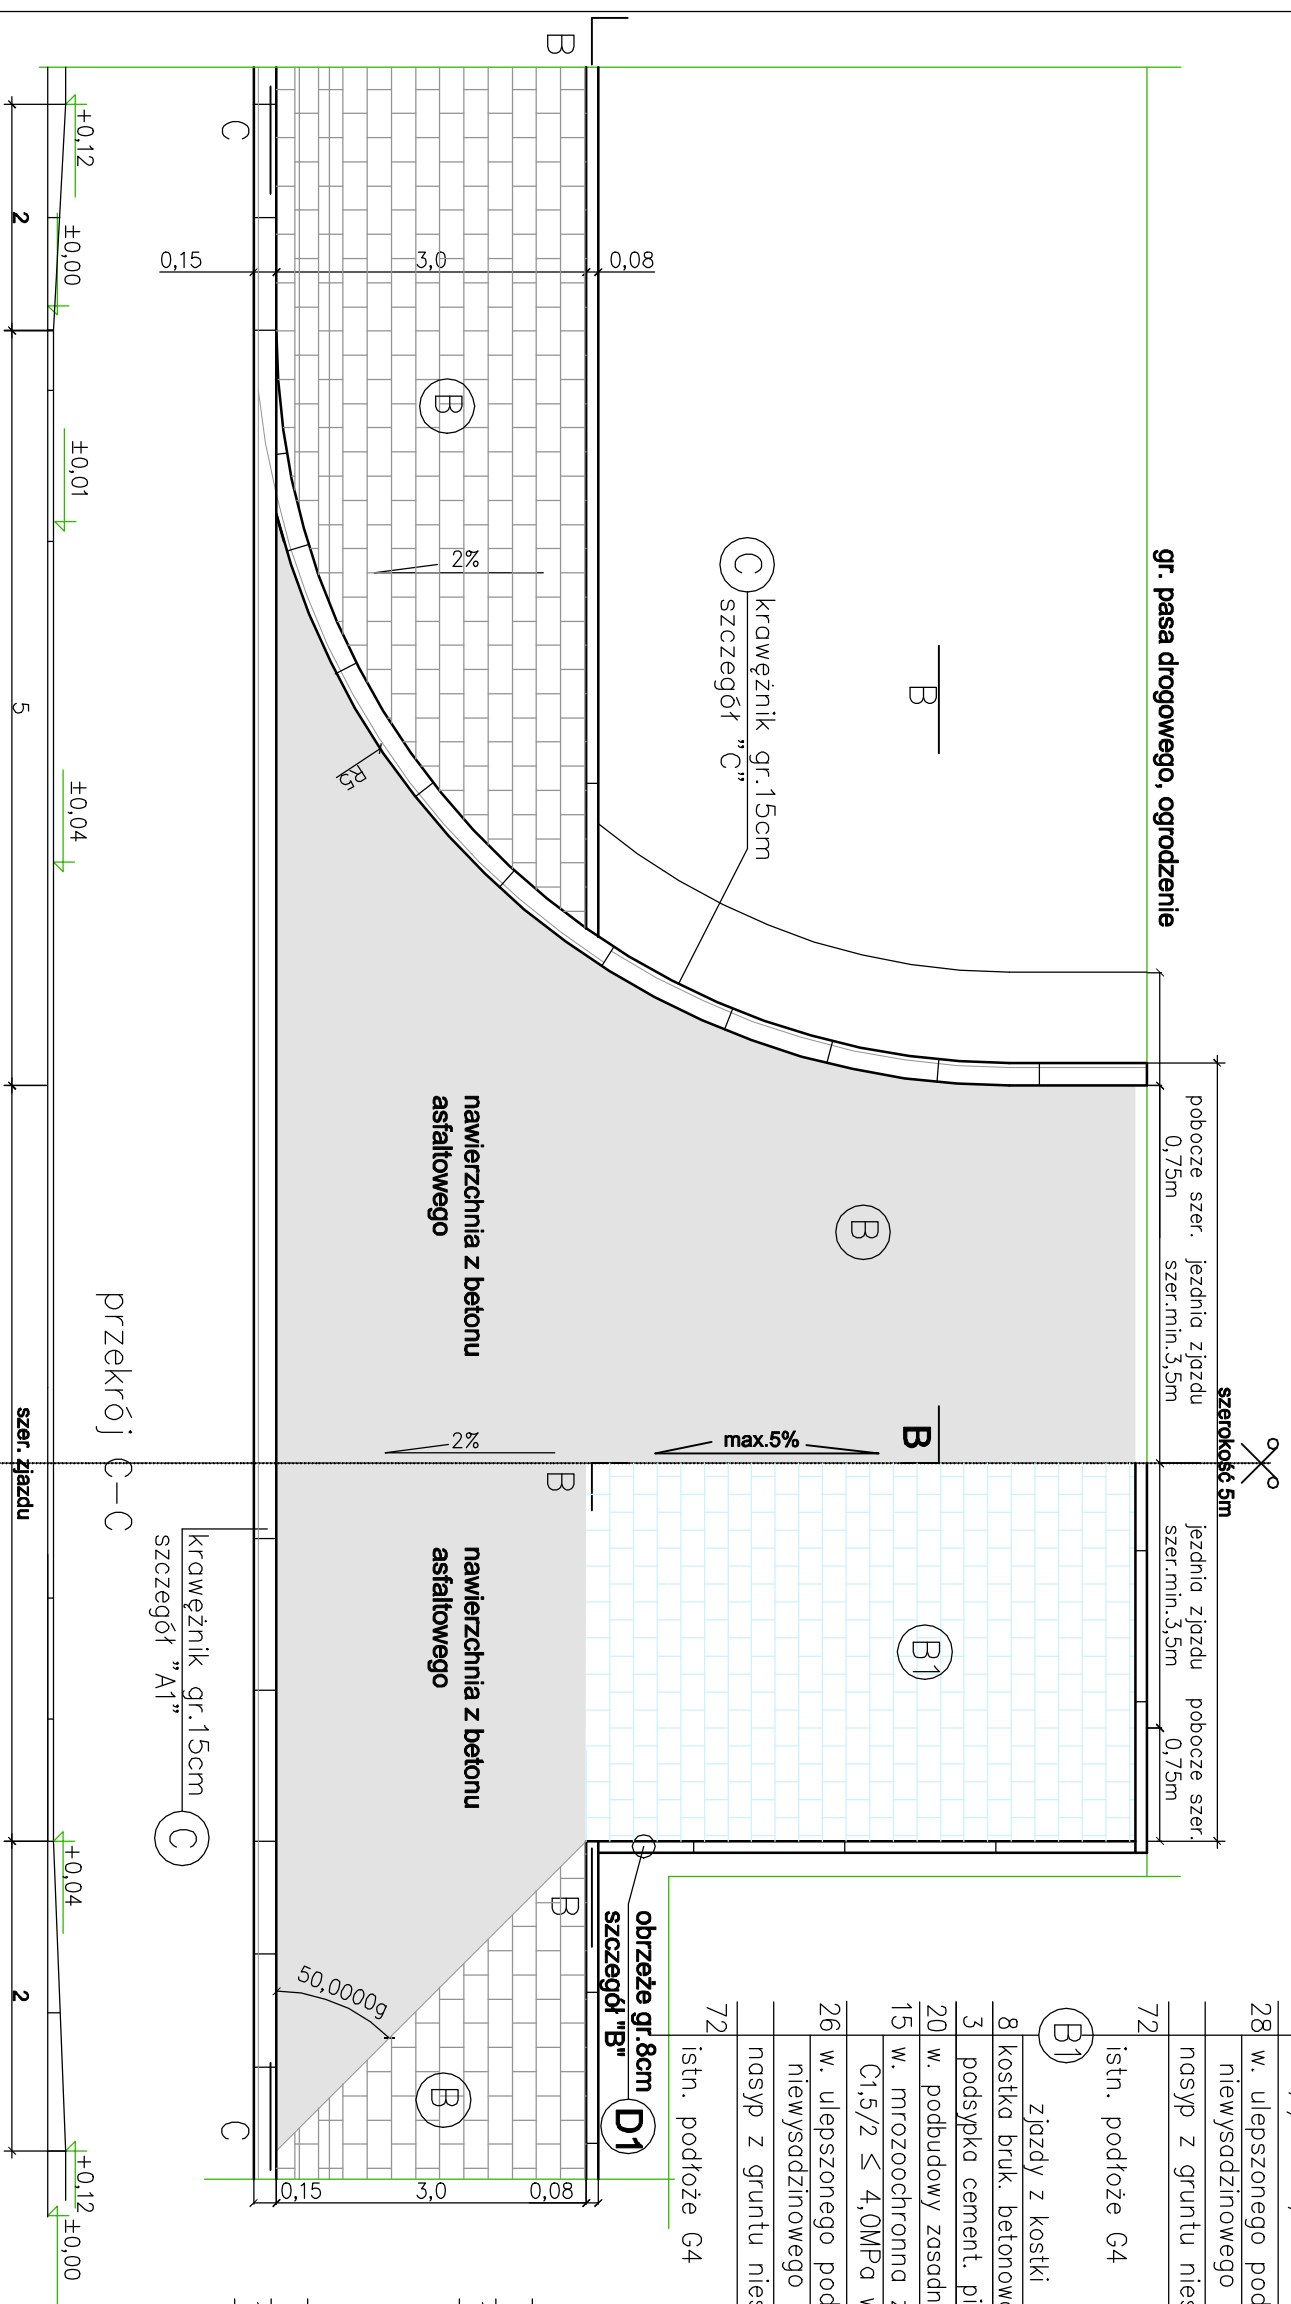 gr. pasa drogowego, ogrodzenie
szerokość 5m
pobocze szer.
0,75m
jezdnia zjazdu
szer.min.3,5m
jezdnia zjazdu
szer.min.3,5m
pobocze szer.
0,75m
B
B
C
krawężnik gr.15cm
szczegół "C"
B
B1
max.5%
B
0,15
3,0
0,08
B
2%
R5
C
nawierzchnia z betonu
asfaltowego
2%
B
nawierzchnia z betonu
asfaltowego
B
obrzeże gr.8cm
szczegół "B"
D1
50,0000g
B
C
0,15
3,0
0,08
krawężnik gr.15cm
szczegół "A1"
C
przekrój C-C
+0,12
±0,00
±0,01
±0,04
+0,04
+0,12
±0,00
2
5
szer. zjazdu
2
28
w. ulepszonego pod
niewysadzinowego
nasyp z gruntu nies
72
istn. podłoże G4
B1
zjazdy z kostki
8
kostka bruk. betonow
3
podsypka cement. pi
20
w. podbudowy zasadn
15
w. mrozoochronna z
C1,5/2 ≤ 4,0MPa w
26
w. ulepszonego pod
niewysadzinowego
nasyp z gruntu nies
72
istn. podłoże G4